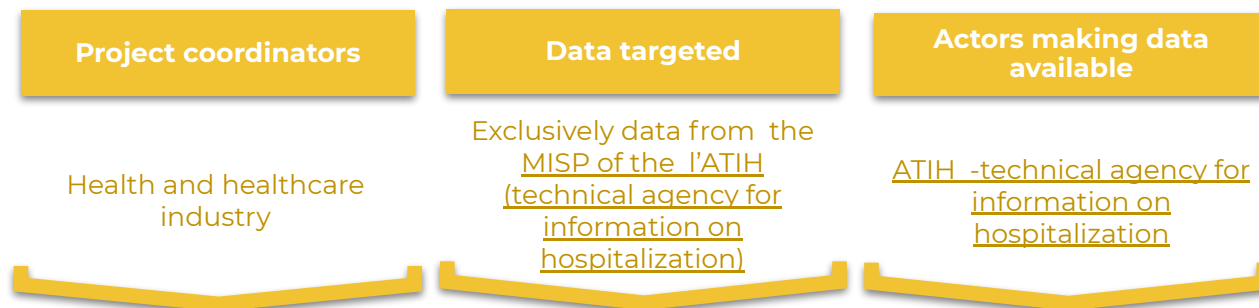 Project coordinators
Health and healthcare
industry
Data targeted
Exclusively data from  the
MISP of the  l’ATIH
(technical agency for
information on
hospitalization)
Actors making data
available
ATIH  -technical agency for
information on
hospitalization